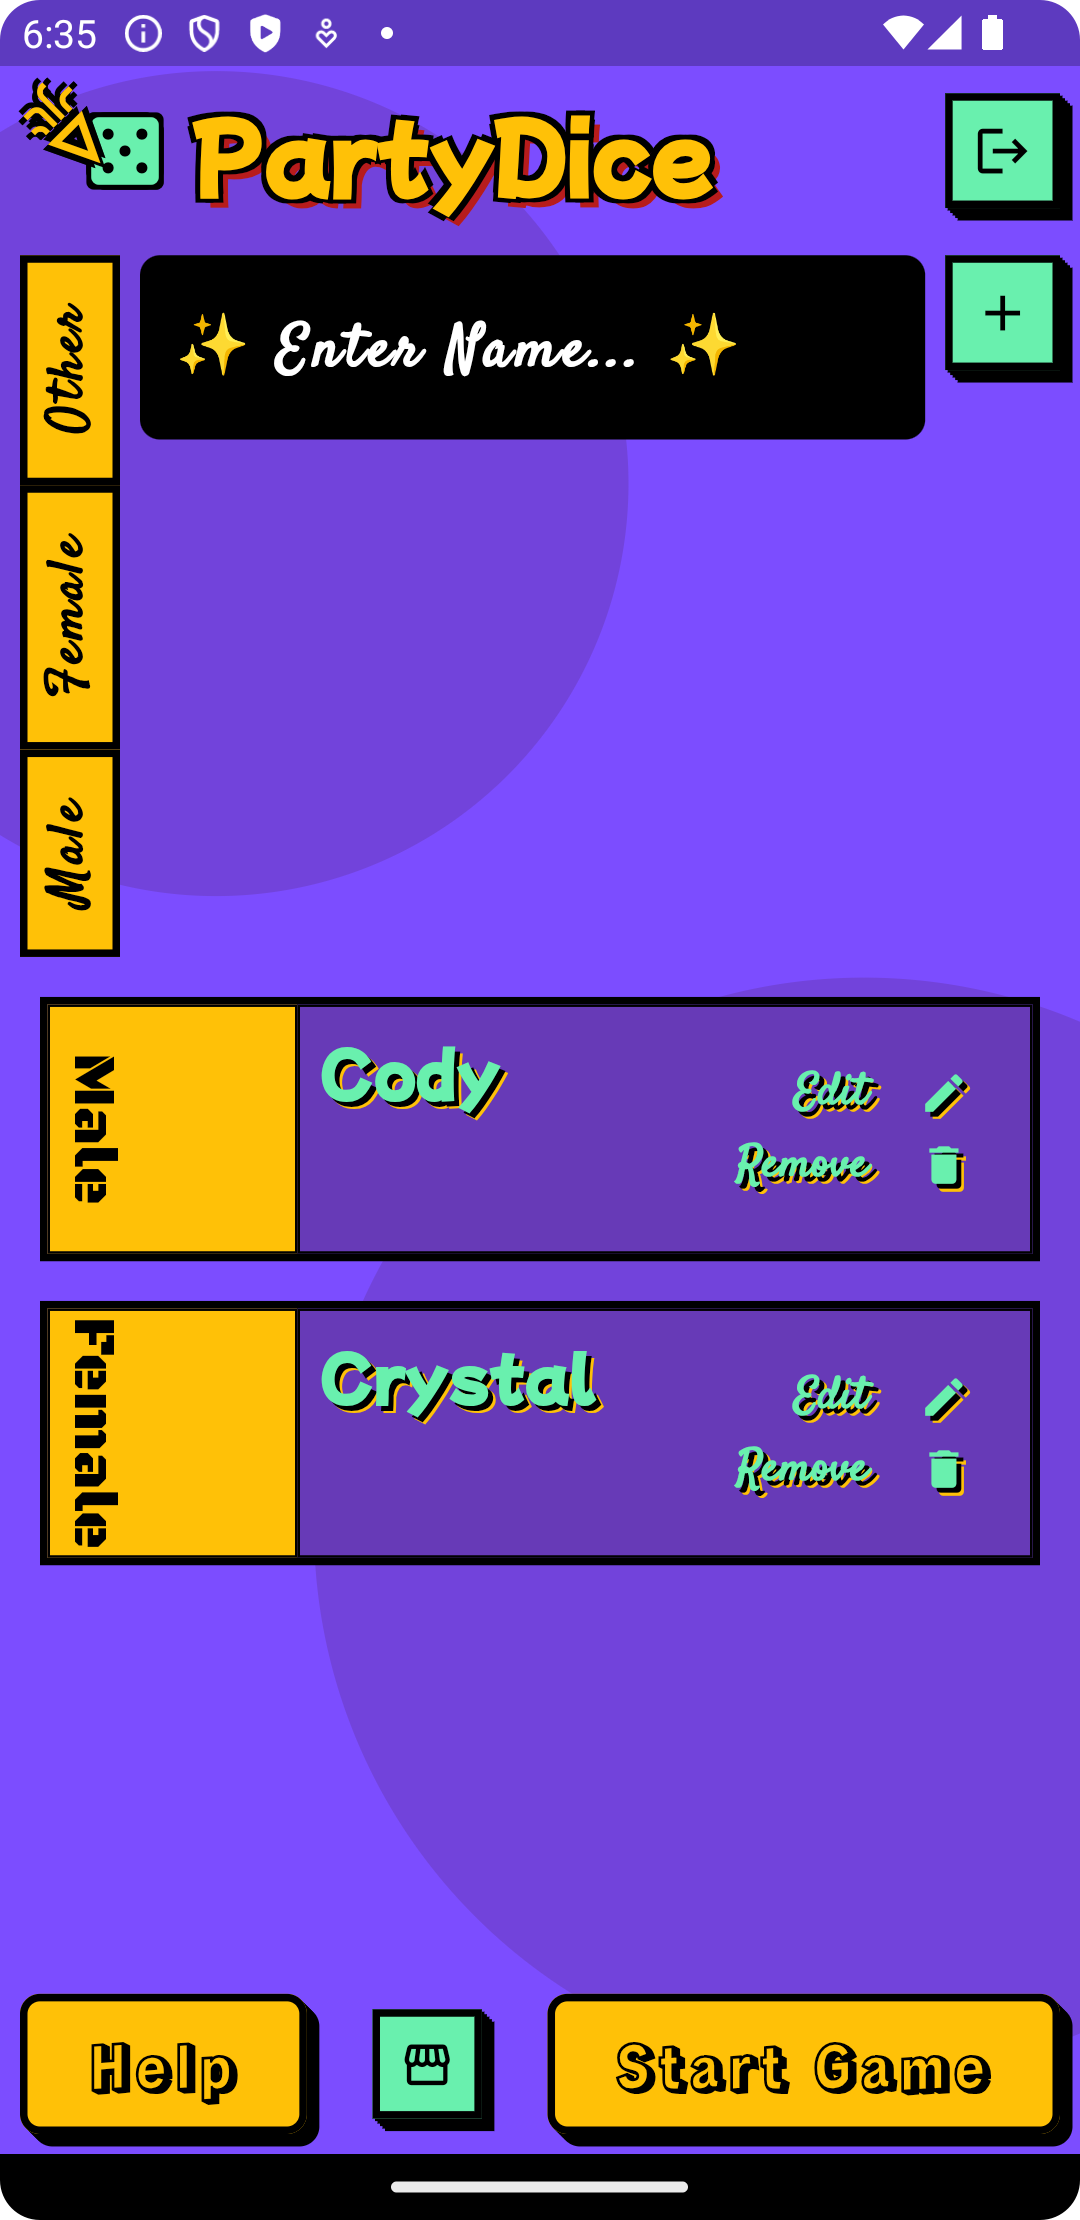 6:35
PartyDice
✨ Enter Name... ✨
Other
Female
Male
Male
Cody
Edit
Remove
Female
Crystal
Edit
Remove
Help
Start Game